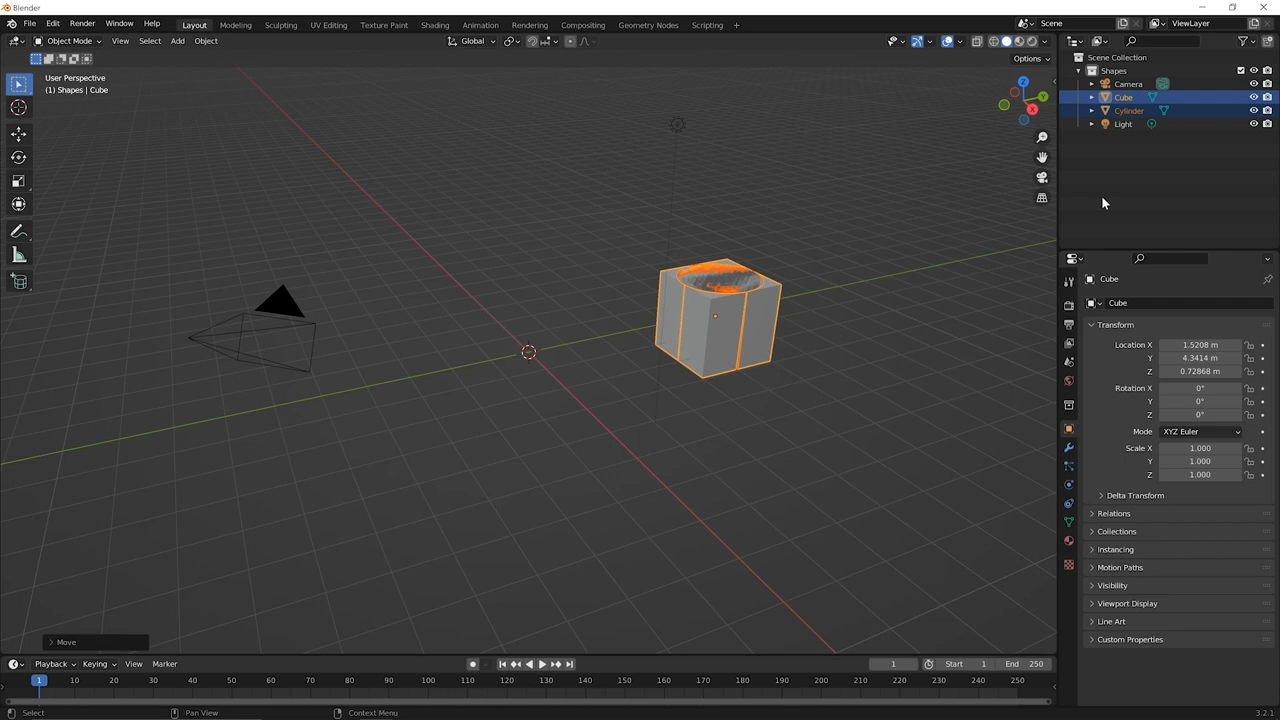 Blender
File Edit Render Window Help Layout Modeling Sculpting UV Editing Texture Paint Shading Animation Rendering Compositing Geometry Nodes Scripting + Scene ViewLayer
Object Mode View Select Add Object Global
Options
User Perspective
(1) Shapes | Cube
Z
Y
X
Move
Scene Collection
Shapes
Camera
Cube
Cylinder
Light
Cube
Cube
Transform
Location X 1.5208 m
Y 4.3414 m
Z 0.72868 m
Rotation X 0°
Y 0°
Z 0°
Mode XYZ Euler
Scale X 1.000
Y 1.000
Z 1.000
Delta Transform
Relations
Collections
Instancing
Motion Paths
Visibility
Viewport Display
Line Art
Custom Properties
Playback Keying View Marker 1 Start 1 End 250
1 10 20 30 40 50 60 70 80 90 100 110 120 130 140 150 160 170 180 190 200 210 220 230 240 250
Select Pan View Context Menu 3.2.1